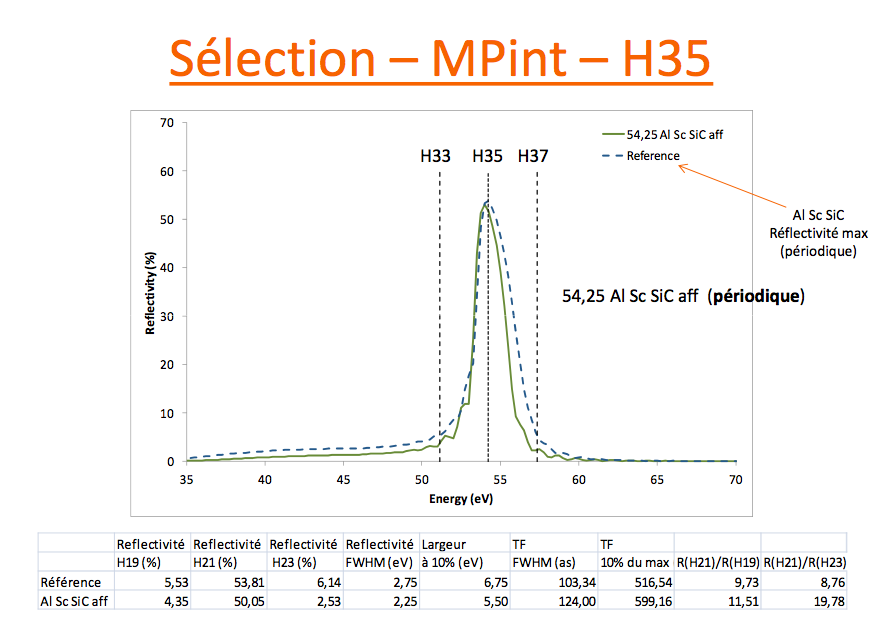 Sélection – MPint – H35
70
60
50
40
30
20
10
0
Reflectivity (%)
H33 H35 H37
54,25 Al Sc SiC aff
Reference
Al Sc SiC
Réflectivité max
(périodique)
54,25 Al Sc SiC aff (périodique)
35 40 45 50 55 60 65 70
Energy (eV)
Reflectivité Reflectivité Reflectivité Reflectivité Largeur TF TF
H19 (%) H21 (%) H23 (%) FWHM (eV) à 10% (eV) FWHM (as) 10% du max R(H21)/R(H19) R(H21)/R(H23)
Référence 5,53 53,81 6,14 2,75 6,75 103,34 516,54 9,73 8,76
Al Sc SiC aff 4,35 50,05 2,53 2,25 5,50 124,00 599,16 11,51 19,78